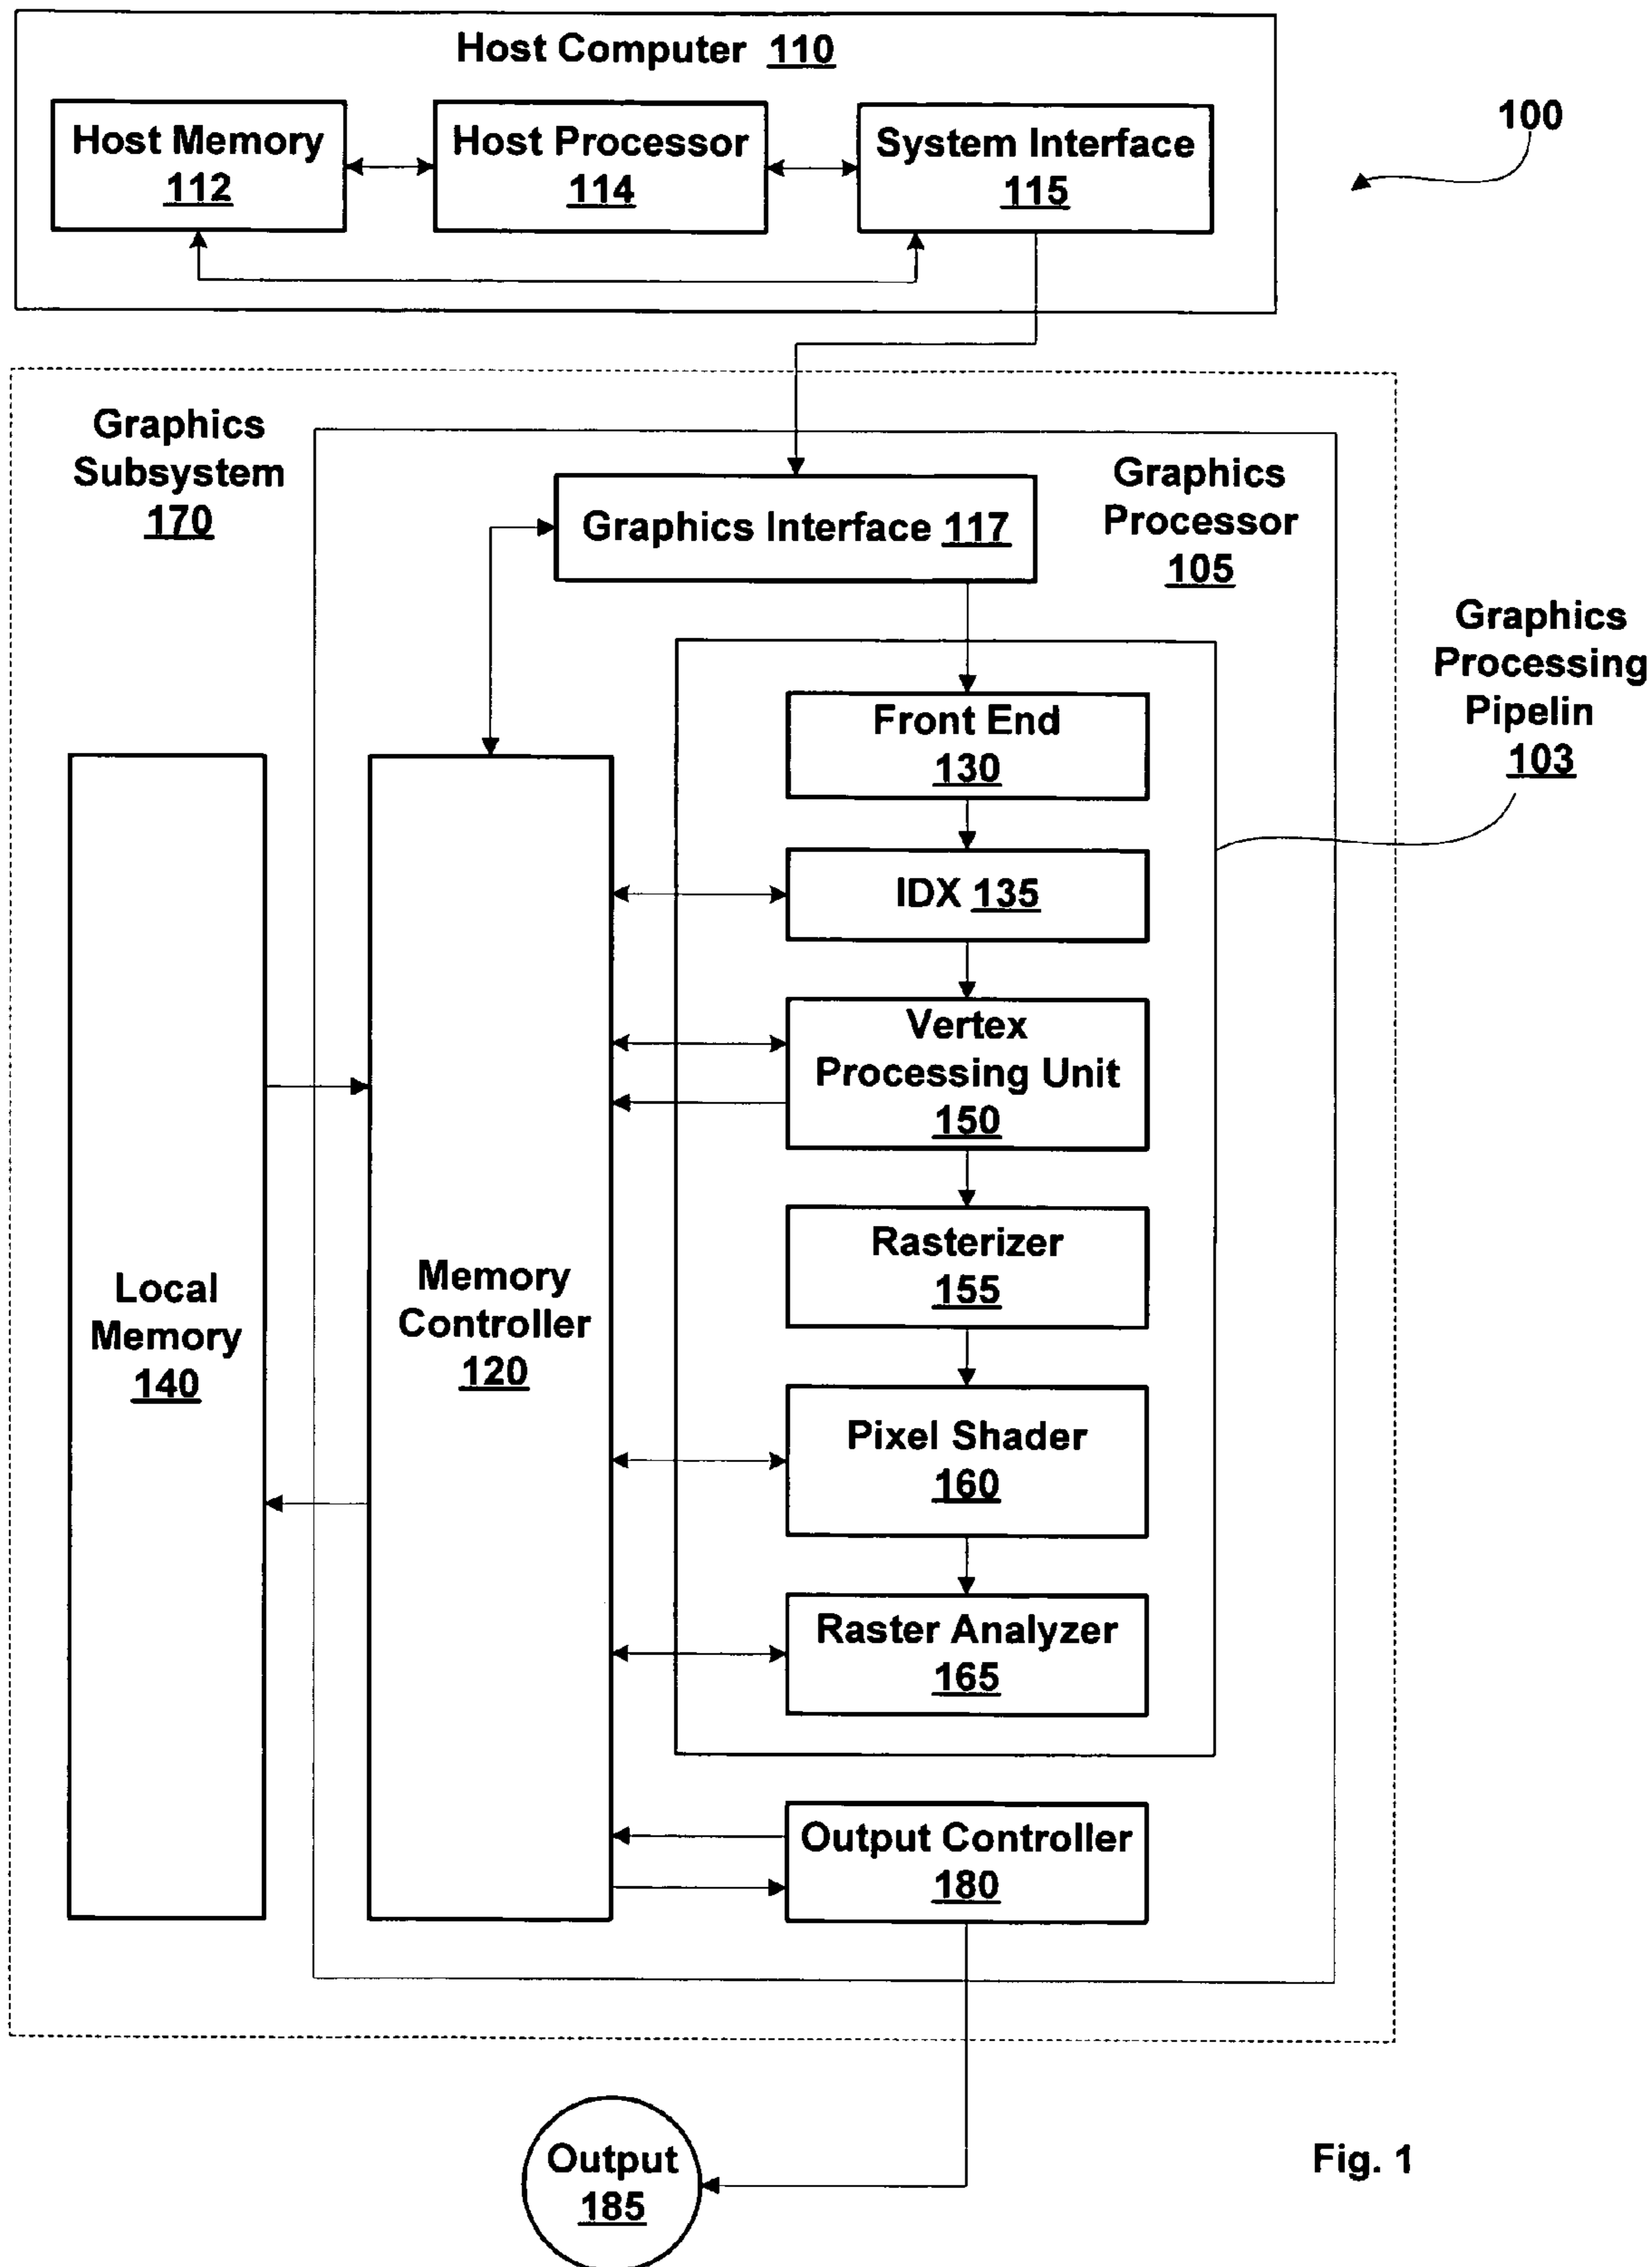 Host Computer 110
Host Memory
112
Host Processor
114
System Interface
115
100
Graphics
Subsystem
170
Graphics
Processor
105
Graphics Interface 117
Graphics
Processing
Pipelin
103
Front End
130
IDX 135
Vertex
Processing Unit
150
Rasterizer
155
Local
Memory
140
Memory
Controller
120
Pixel Shader
160
Raster Analyzer
165
Output Controller
180
Output
185
Fig. 1